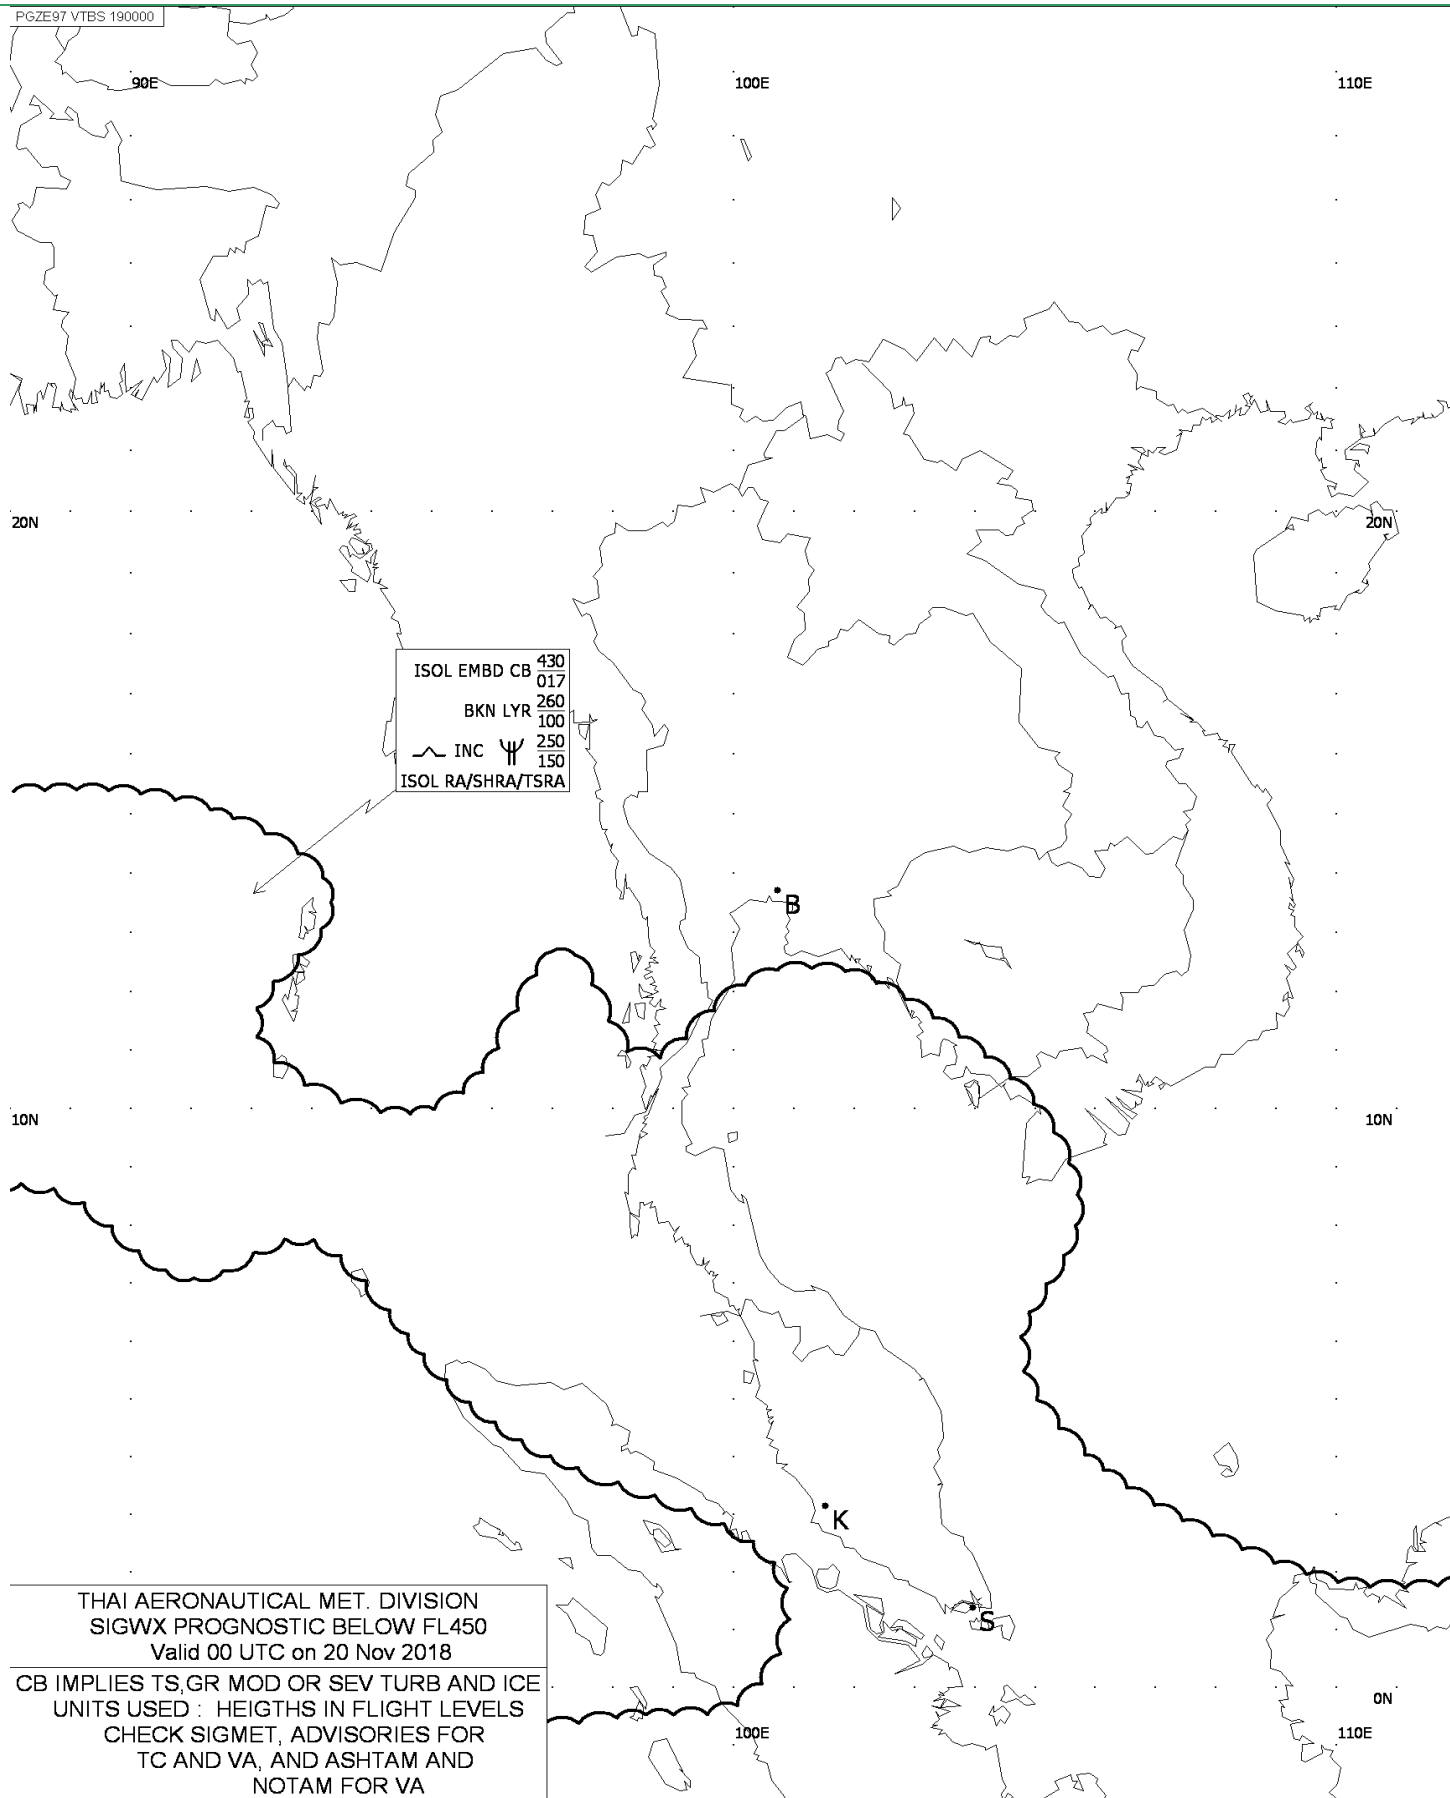 PGZE97 VTBS 190000
90E
100E
110E
20N
20N
ISOL EMBD CB 430
017
BKN LYR 260
100
INC 250
150
ISOL RA/SHRA/TSRA
B
10N
10N
K
S
THAI AERONAUTICAL MET. DIVISION
SIGWX PROGNOSTIC BELOW FL450
Valid 00 UTC on 20 Nov 2018
CB IMPLIES TS,GR MOD OR SEV TURB AND ICE
UNITS USED : HEIGTHS IN FLIGHT LEVELS
CHECK SIGMET, ADVISORIES FOR
TC AND VA, AND ASHTAM AND
NOTAM FOR VA
0N
100E
110E